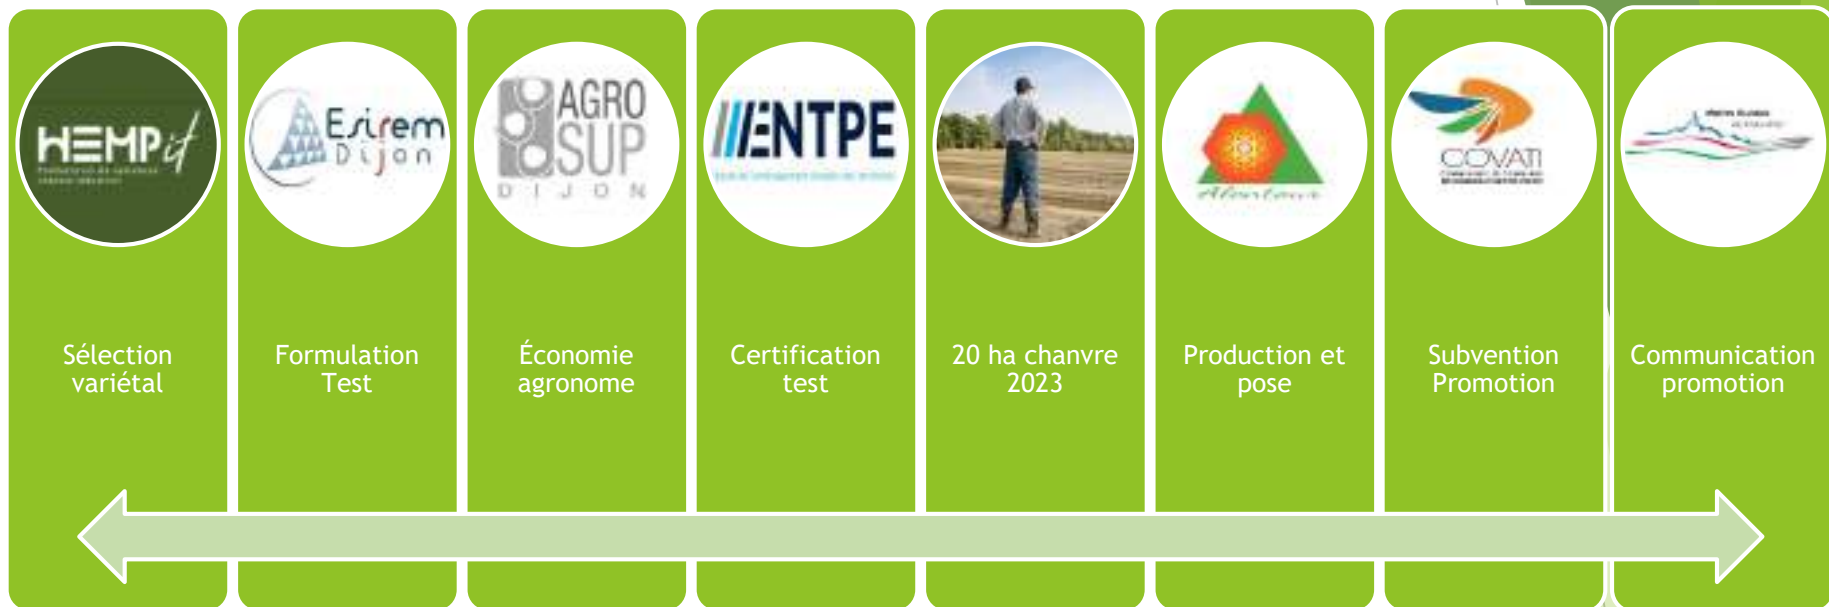 HEMPit
Esirem
Dijon
AGRO
SUP
DIJON
ENTPE
Alentour
COVATI
Sélection
variétal
Formulation
Test
Économie
agronome
Certification
test
20 ha chanvre
2023
Production et
pose
Subvention
Promotion
Communication
promotion